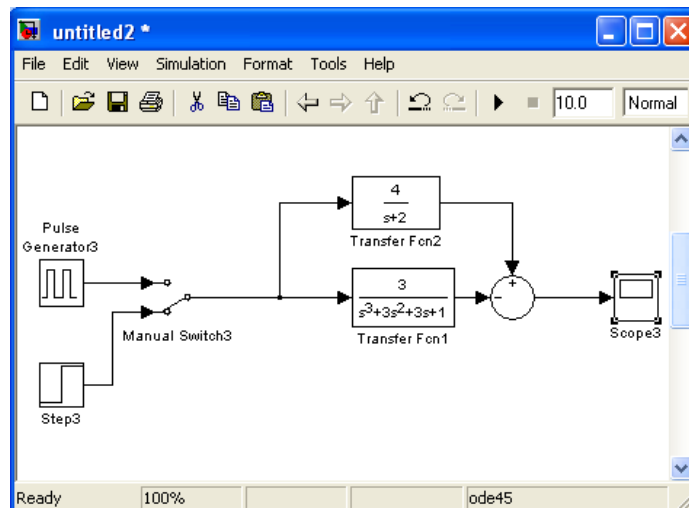 untitled2 *
File Edit View Simulation Format Tools Help
10.0 Normal
4
s+2
Transfer Fcn2
Pulse
Generator3
3
s³+3s²+3s+1
Transfer Fcn1
+
−
Manual Switch3
Scope3
Step3
Ready 100% ode45